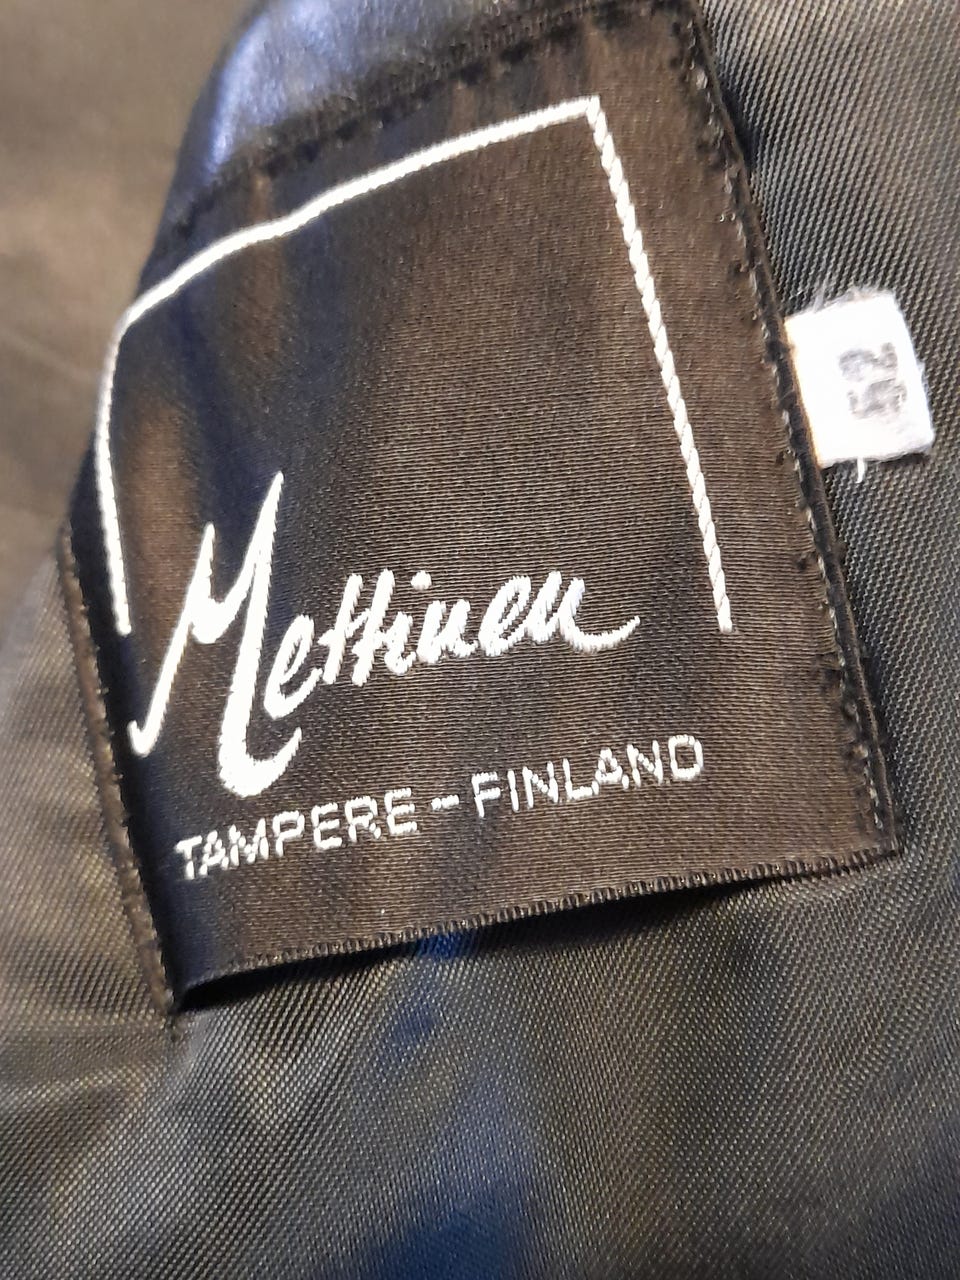 Mettinen
TAMPERE - FINLAND
52